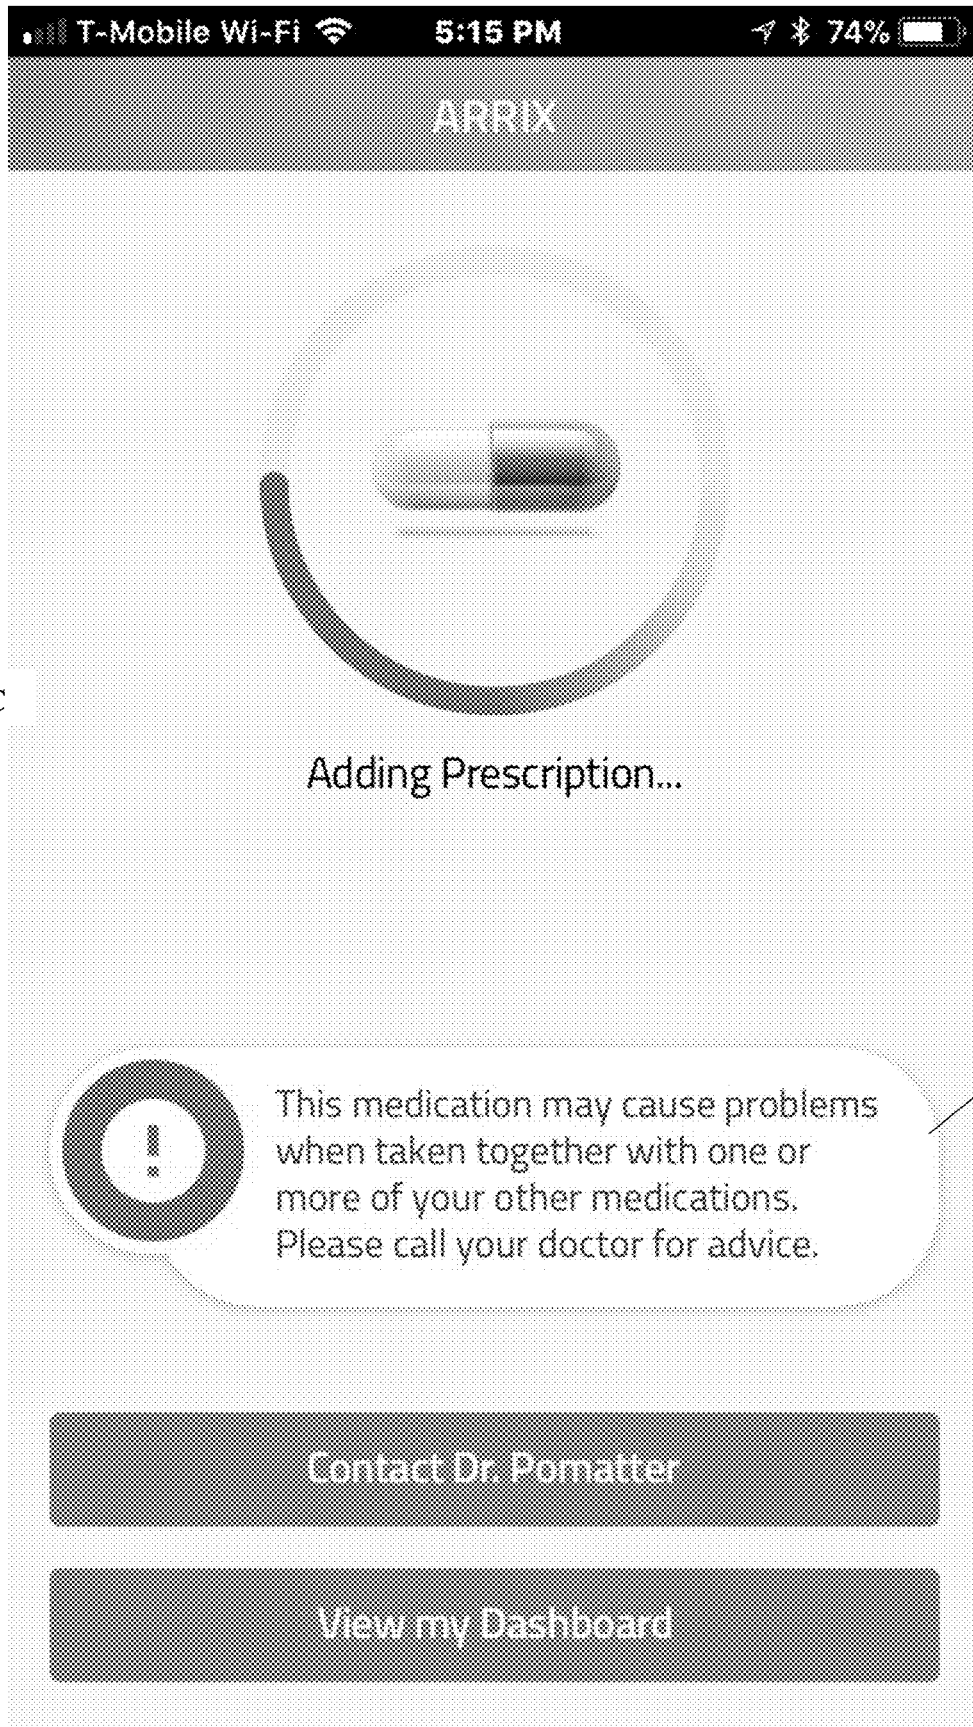 T-Mobile Wi-Fi 5:15 PM 74%
ARRIX
Adding Prescription...
This medication may cause problems
when taken together with one or
more of your other medications.
Please call your doctor for advice.
Contact Dr. Pomatter
View my Dashboard